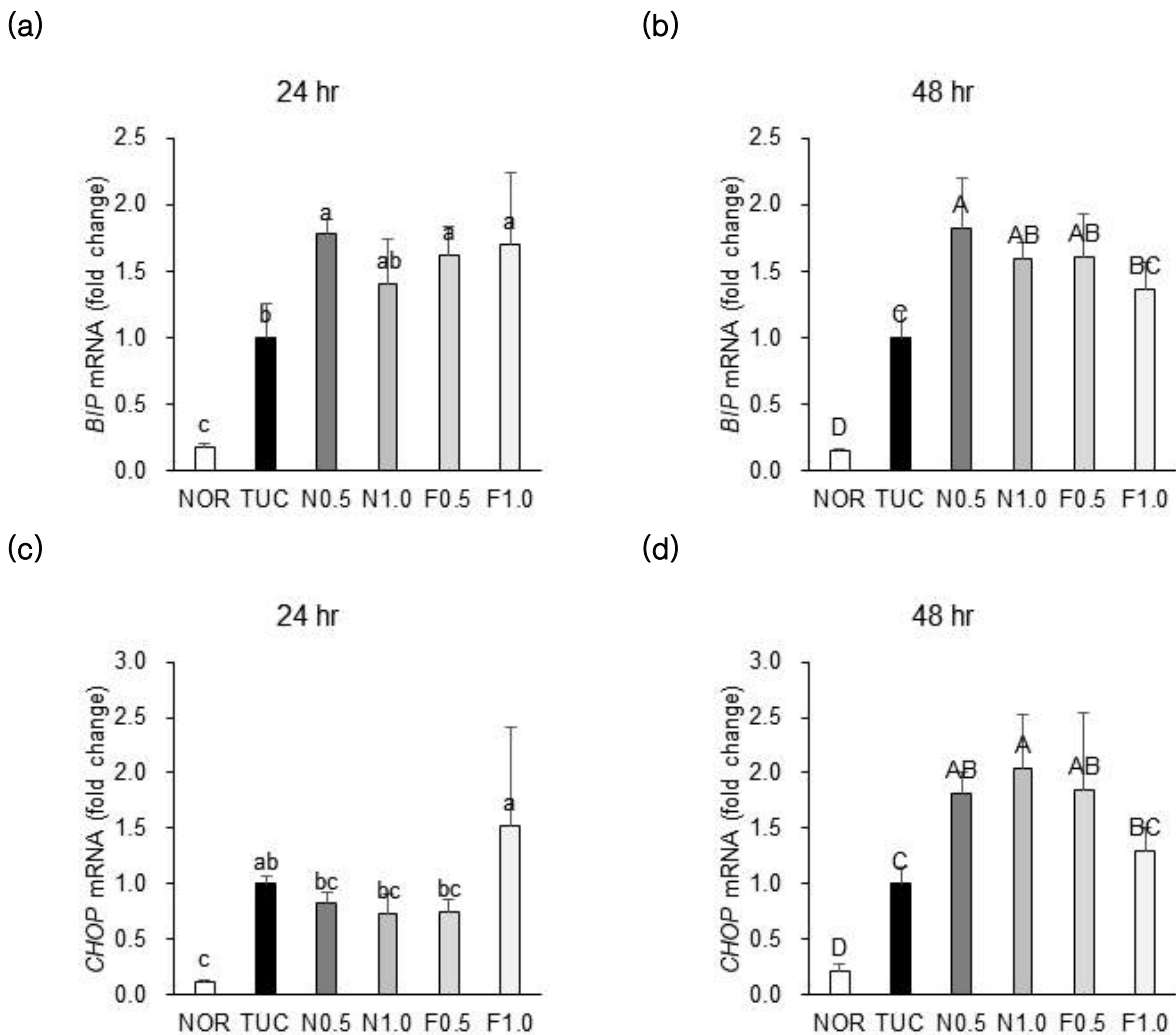 (a)
24 hr
BIP mRNA (fold change)
2.5
2.0
1.5
1.0
0.5
0.0
c
b
a
ab
a
a
NOR TUC N0.5 N1.0 F0.5 F1.0
(b)
48 hr
BIP mRNA (fold change)
2.5
2.0
1.5
1.0
0.5
0.0
D
C
A
AB
AB
BC
NOR TUC N0.5 N1.0 F0.5 F1.0
(c)
24 hr
CHOP mRNA (fold change)
3.0
2.5
2.0
1.5
1.0
0.5
0.0
c
ab
bc
bc
bc
a
NOR TUC N0.5 N1.0 F0.5 F1.0
(d)
48 hr
CHOP mRNA (fold change)
3.0
2.5
2.0
1.5
1.0
0.5
0.0
D
C
AB
A
AB
BC
NOR TUC N0.5 N1.0 F0.5 F1.0